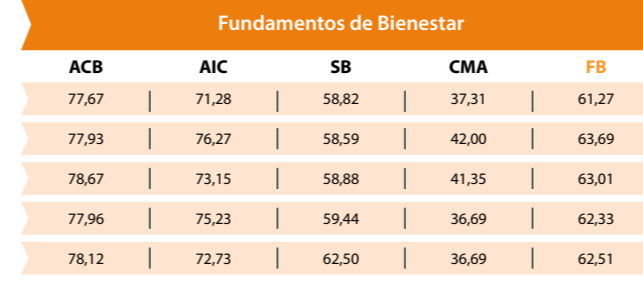 Fundamentos de Bienestar
ACB AIC SB CMA FB
77,67 | 71,28 | 58,82 | 37,31 | 61,27
77,93 | 76,27 | 58,59 | 42,00 | 63,69
78,67 | 73,15 | 58,88 | 41,35 | 63,01
77,96 | 75,23 | 59,44 | 36,69 | 62,33
78,12 | 72,73 | 62,50 | 36,69 | 62,51